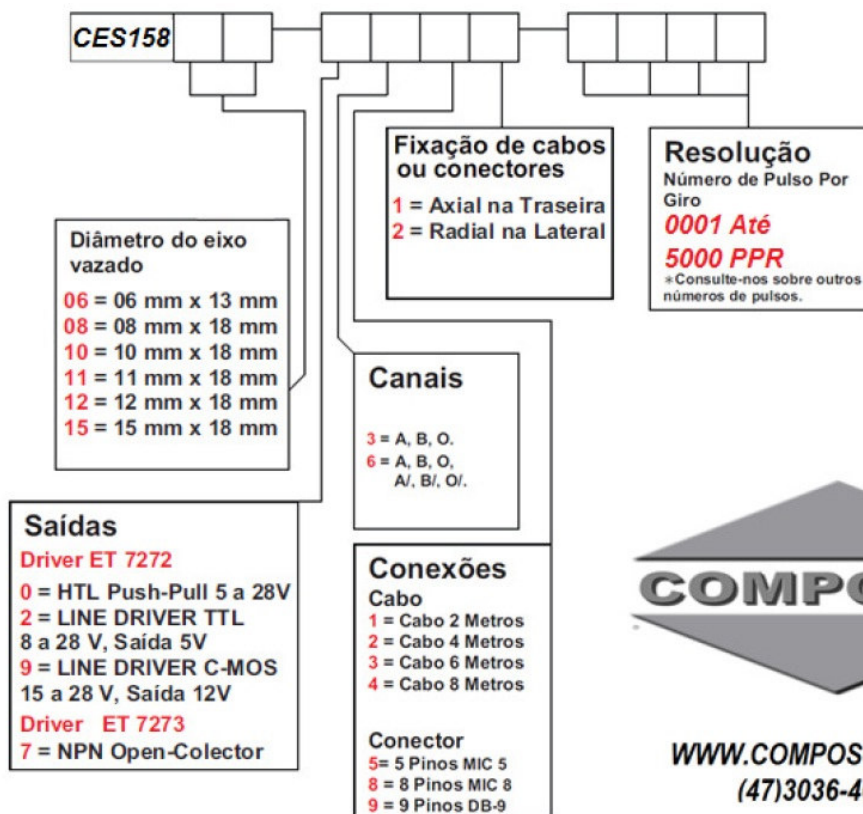 CES158
Fixação de cabos
ou conectores
1 = Axial na Traseira
2 = Radial na Lateral
Resolução
Número de Pulso Por
Giro
0001 Até
5000 PPR
*Consulte-nos sobre outros
números de pulsos.
Diâmetro do eixo
vazado
06 = 06 mm x 13 mm
08 = 08 mm x 18 mm
10 = 10 mm x 18 mm
11 = 11 mm x 18 mm
12 = 12 mm x 18 mm
15 = 15 mm x 18 mm
Canais
3 = A, B, O.
6 = A, B, O,
A/, B/, O/.
Saídas
Driver ET 7272
0 = HTL Push-Pull 5 a 28V
2 = LINE DRIVER TTL
8 a 28 V, Saída 5V
9 = LINE DRIVER C-MOS
15 a 28 V, Saída 12V
Driver ET 7273
7 = NPN Open-Colector
Conexões
Cabo
1 = Cabo 2 Metros
2 = Cabo 4 Metros
3 = Cabo 6 Metros
4 = Cabo 8 Metros
Conector
5= 5 Pinos MIC 5
8 = 8 Pinos MIC 8
9 = 9 Pinos DB-9
COMPO
WWW.COMPOS
(47)3036-4